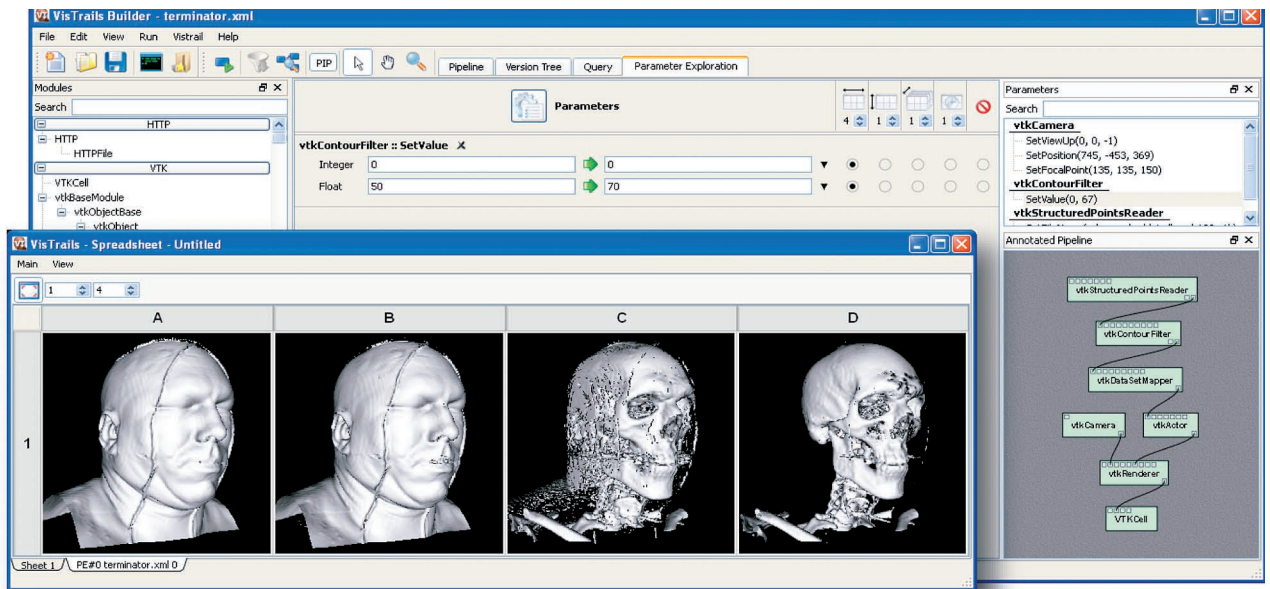 VisTrails Builder - terminator.xml
File Edit View Run Vistrail Help
PIP Pipeline Version Tree Query Parameter Exploration
Modules
Search
HTTP
HTTP
HTTPFile
VTK
VTKCell
vtkBaseModule
vtkObjectBase
vtkObject
Parameters
4 1 1 1
vtkContourFilter :: SetValue
Integer 0 0
Float 50 70
Parameters
Search
vtkCamera
SetViewUp(0, 0, -1)
SetPosition(745, -453, 369)
SetFocalPoint(135, 135, 150)
vtkContourFilter
SetValue(0, 67)
vtkStructuredPointsReader
Annotated Pipeline
vtkStructuredPointsReader
vtkContourFilter
vtkDataSetMapper
vtkCamera vtkActor
vtkRenderer
VTKCell
VisTrails - Spreadsheet - Untitled
Main View
1 4
A B C D
1
Sheet 1 PE#0 terminator.xml 0